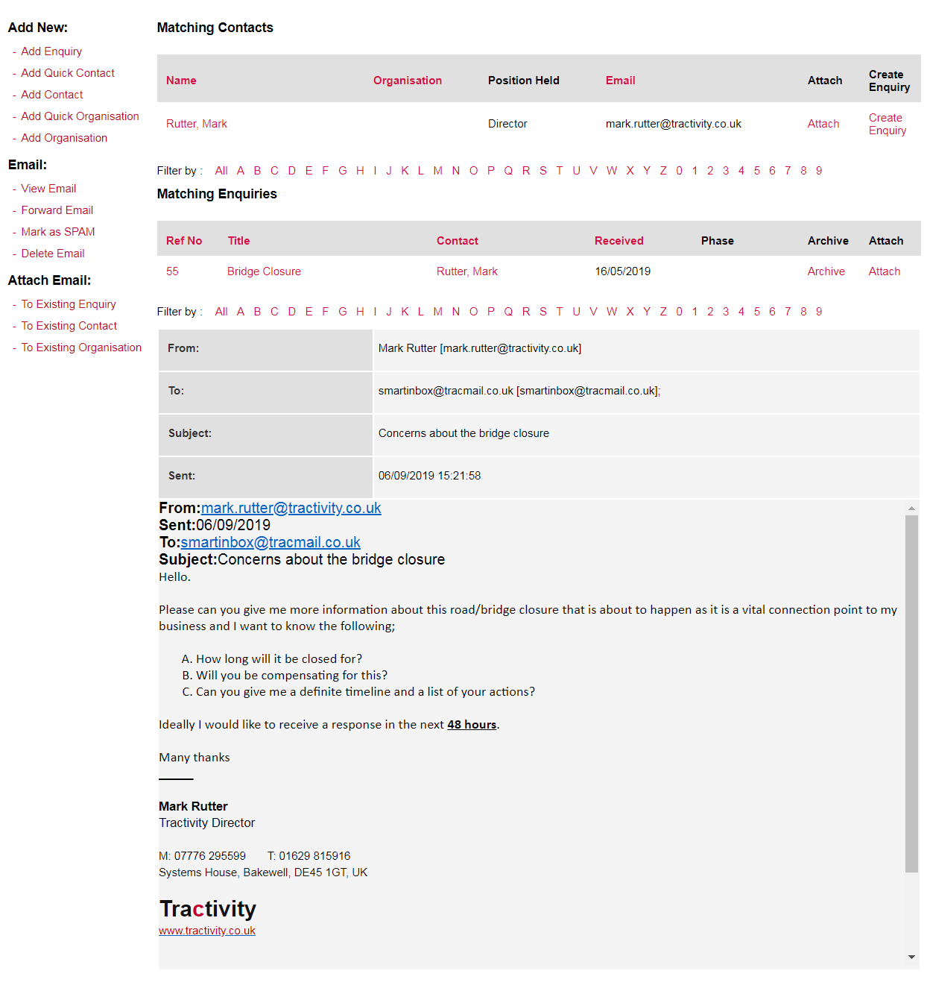 Add New:
- Add Enquiry
- Add Quick Contact
- Add Contact
- Add Quick Organisation
- Add Organisation
Email:
- View Email
- Forward Email
- Mark as SPAM
- Delete Email
Attach Email:
- To Existing Enquiry
- To Existing Contact
- To Existing Organisation
Matching Contacts
Name Organisation Position Held Email Attach Create Enquiry
Rutter, Mark Director mark.rutter@tractivity.co.uk Attach Create Enquiry
Filter by : All A B C D E F G H I J K L M N O P Q R S T U V W X Y Z 0 1 2 3 4 5 6 7 8 9
Matching Enquiries
Ref No Title Contact Received Phase Archive Attach
55 Bridge Closure Rutter, Mark 16/05/2019 Archive Attach
Filter by : All A B C D E F G H I J K L M N O P Q R S T U V W X Y Z 0 1 2 3 4 5 6 7 8 9
From: Mark Rutter [mark.rutter@tractivity.co.uk]
To: smartinbox@tracmail.co.uk [smartinbox@tracmail.co.uk];
Subject: Concerns about the bridge closure
Sent: 06/09/2019 15:21:58
From:mark.rutter@tractivity.co.uk
Sent:06/09/2019
To:smartinbox@tracmail.co.uk
Subject:Concerns about the bridge closure
Hello.
Please can you give me more information about this road/bridge closure that is about to happen as it is a vital connection point to my
business and I want to know the following;
A. How long will it be closed for?
B. Will you be compensating for this?
C. Can you give me a definite timeline and a list of your actions?
Ideally I would like to receive a response in the next 48 hours.
Many thanks
Mark Rutter
Tractivity Director
M: 07776 295599 T: 01629 815916
Systems House, Bakewell, DE45 1GT, UK
Tractivity
www.tractivity.co.uk